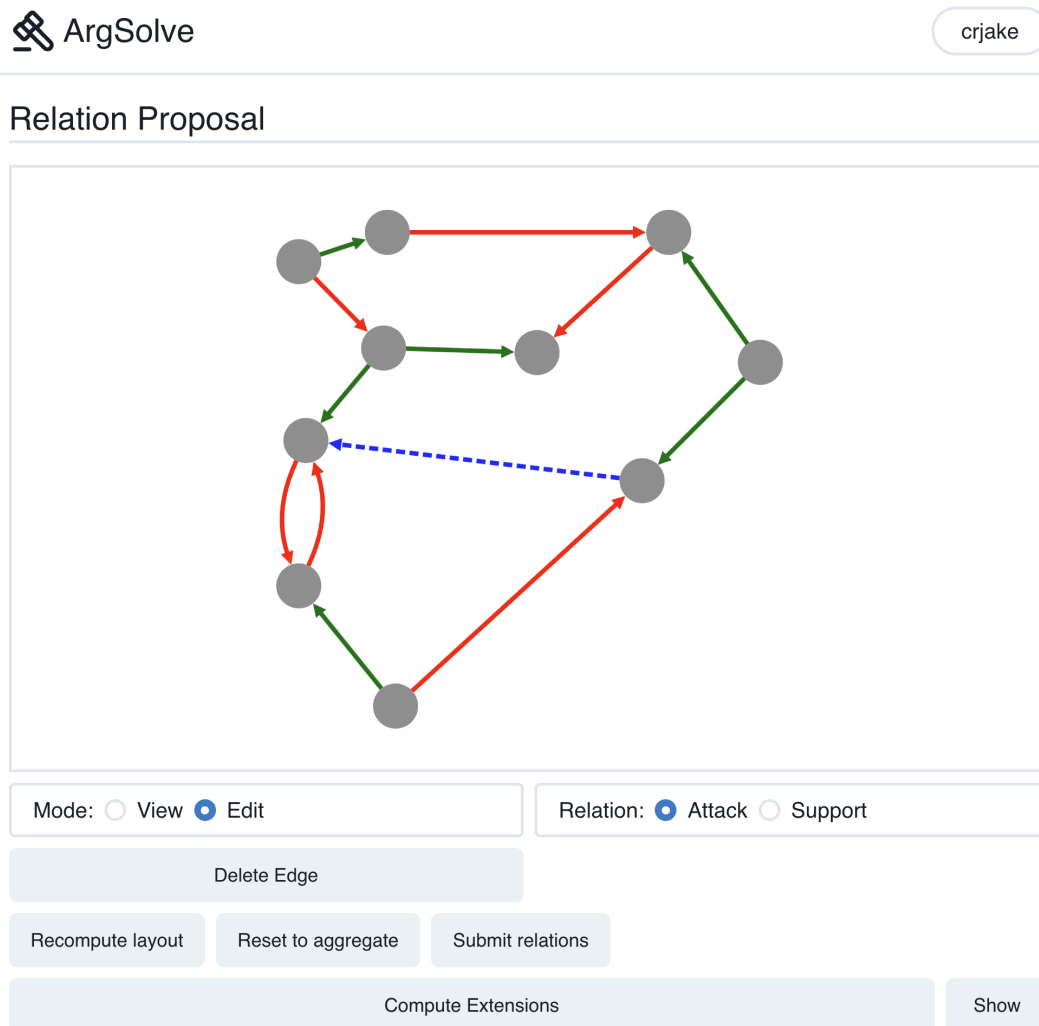 ArgSolve
crjake
Relation Proposal
Mode: View Edit
Relation: Attack Support
Delete Edge
Recompute layout
Reset to aggregate
Submit relations
Compute Extensions
Show